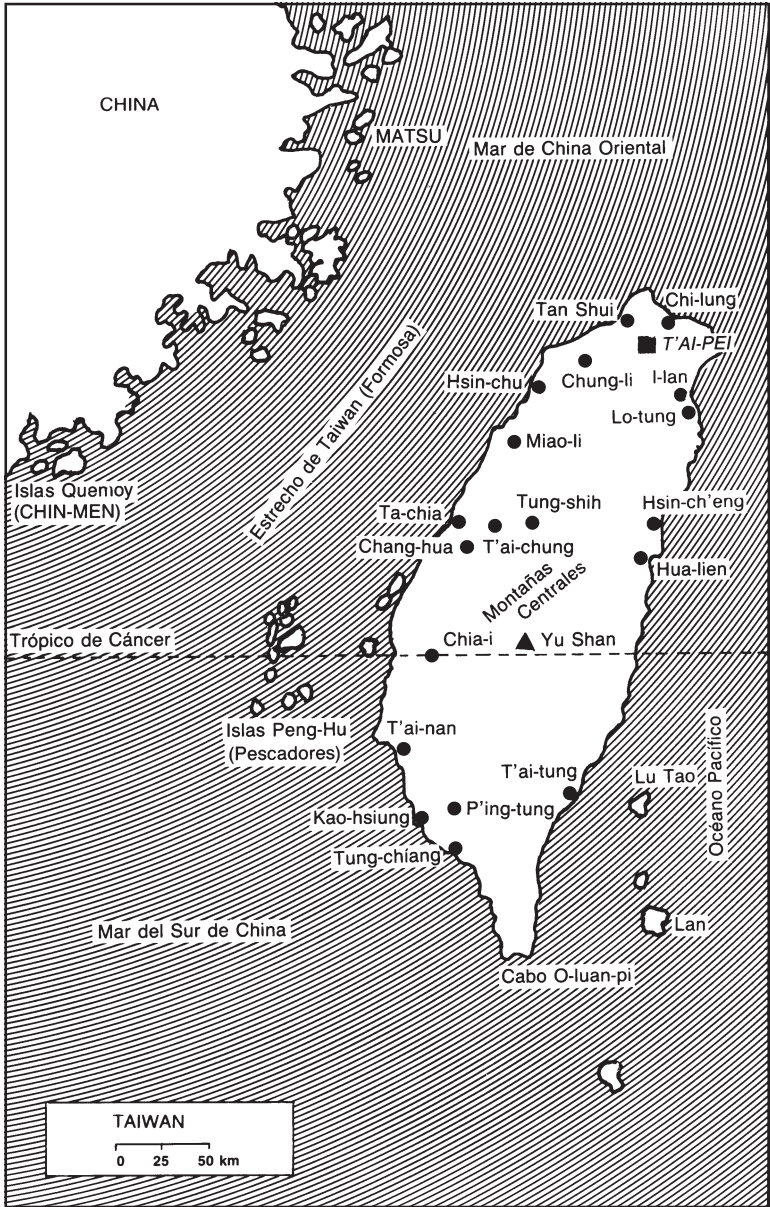 CHINA
MATSU
Mar de China Oriental
Tan Shui
Chi-lung
T'AI-PEI
Estrecho de Taiwan (Formosa)
Chung-li
I-lan
Hsin-chu
Lo-tung
Miao-li
Islas Quemoy
(CHIN-MEN)
Ta-chia
Tung-shih
Hsin-ch'eng
Chang-hua
T'ai-chung
Hua-lien
Montañas
Centrales
Trópico de Cáncer
Chia-i
Yu Shan
Islas Peng-Hu
(Pescadores)
T'ai-nan
T'ai-tung
Lu Tao
Océano Pacífico
Kao-hsiung
P'ing-tung
Tung-chíang
Mar del Sur de China
Lan
Cabo O-luan-pi
TAIWAN
0 25 50 km